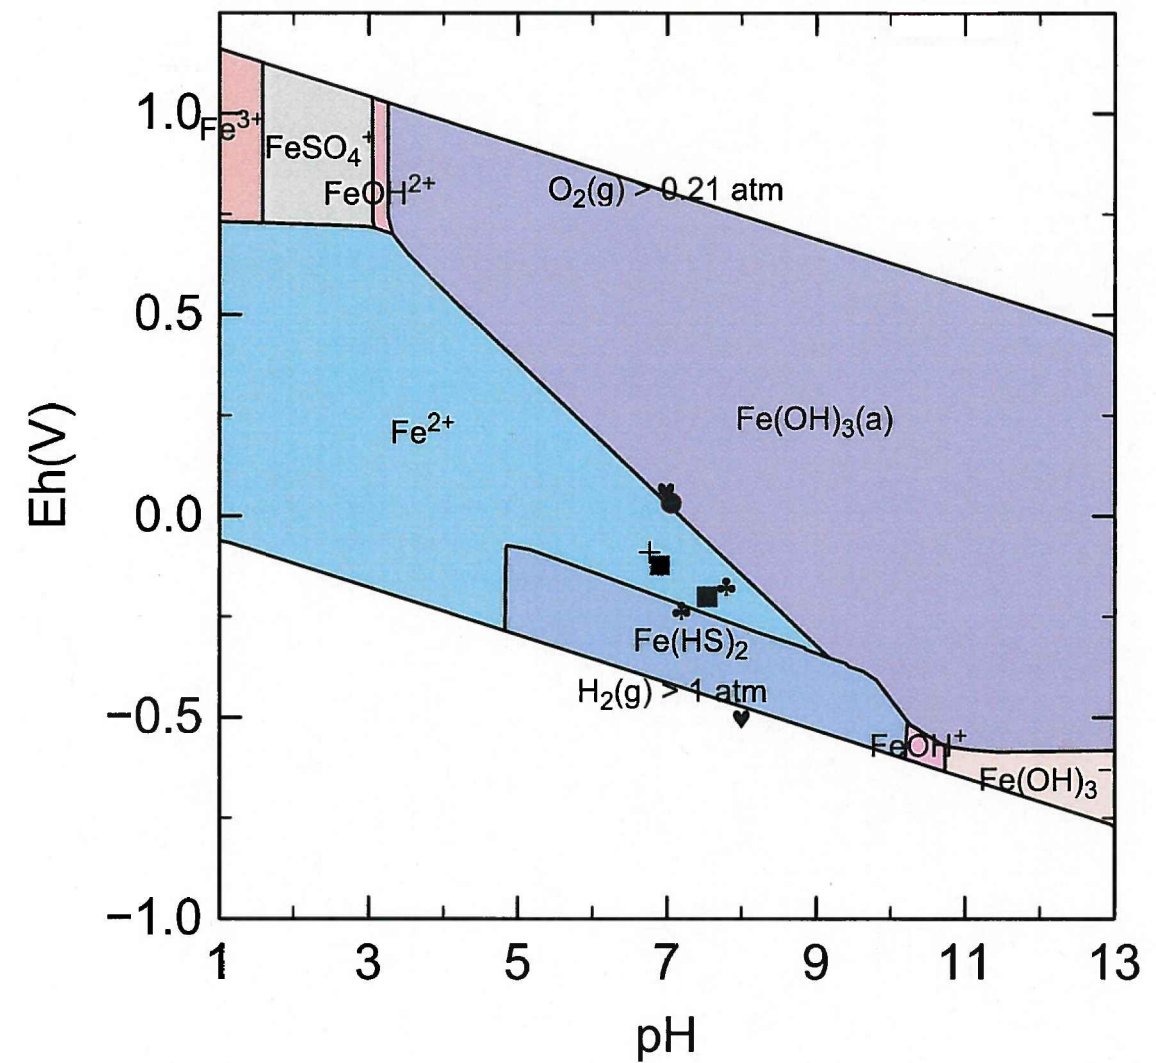 1.0
Fe³⁺
FeSO₄⁺
FeOH²⁺
O₂(g) > 0.21 atm
0.5
Fe²⁺
Fe(OH)₃(a)
Eh(V)
0.0
Fe(HS)₂
H₂(g) > 1 atm
−0.5
FeOH⁺
Fe(OH)₃⁻
−1.0
1 3 5 7 9 11 13
pH